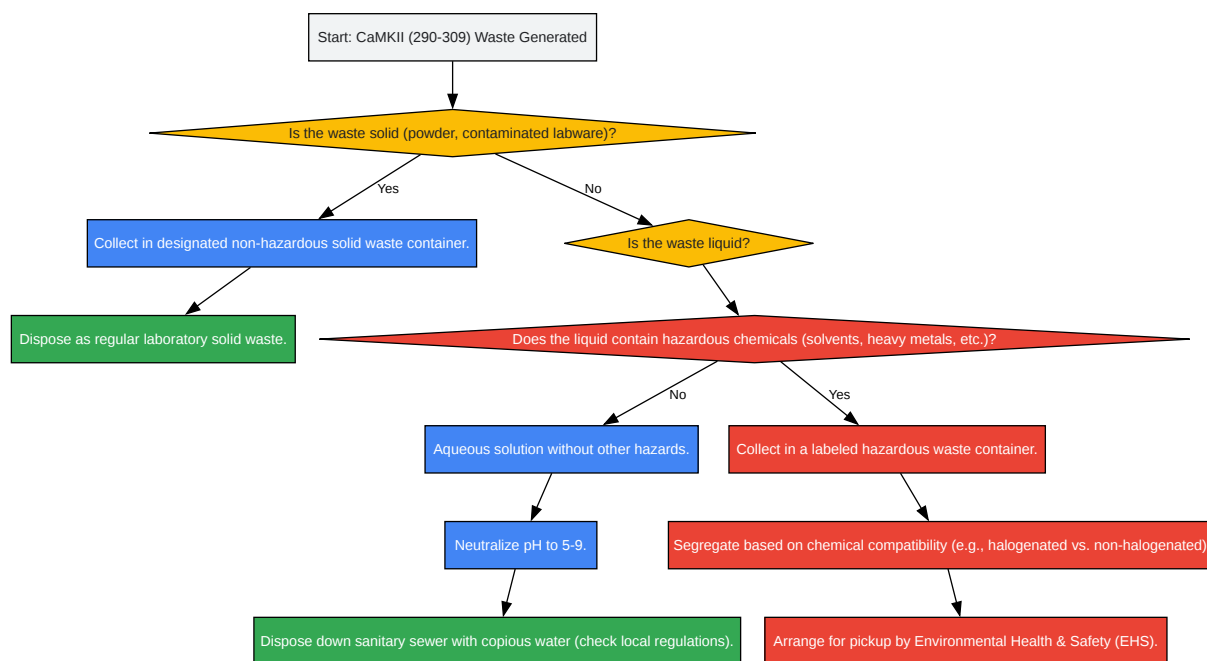 Start: CaMKII (290-309) Waste Generated
Is the waste solid (powder, contaminated labware)?
Yes
No
Collect in designated non-hazardous solid waste container.
Is the waste liquid?
Dispose as regular laboratory solid waste.
Does the liquid contain hazardous chemicals (solvents, heavy metals, etc.)?
No
Yes
Aqueous solution without other hazards.
Collect in a labeled hazardous waste container.
Neutralize pH to 5-9.
Segregate based on chemical compatibility (e.g., halogenated vs. non-halogenated)
Dispose down sanitary sewer with copious water (check local regulations).
Arrange for pickup by Environmental Health & Safety (EHS).